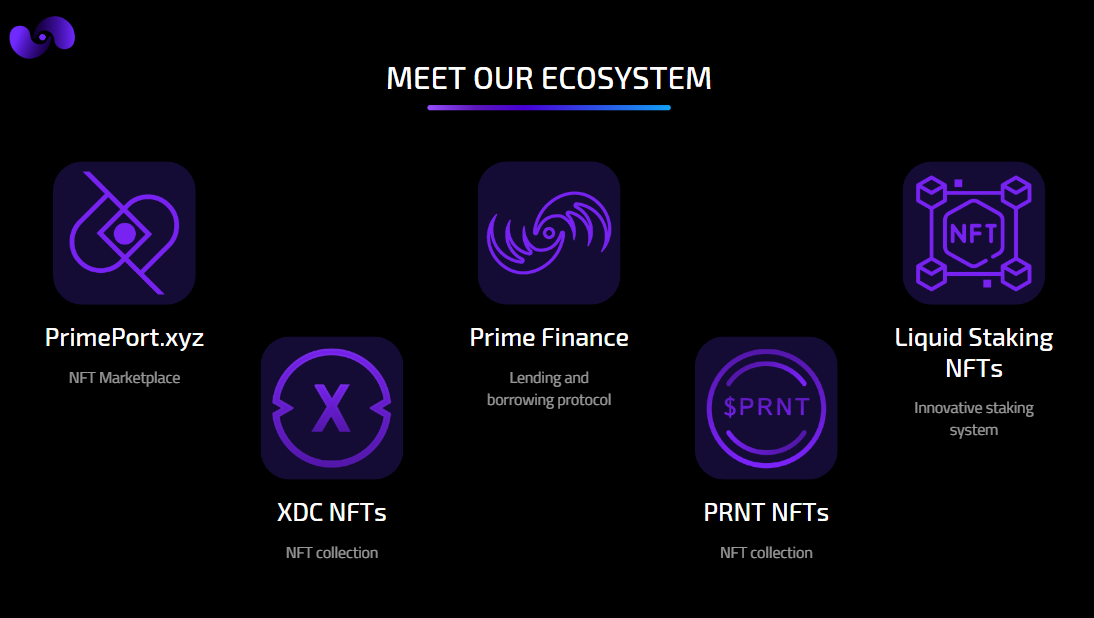 MEET OUR ECOSYSTEM
PrimePort.xyz
NFT Marketplace
X
XDC NFTs
NFT collection
Prime Finance
Lending and
borrowing protocol
$PRNT
PRNT NFTs
NFT collection
NFT
Liquid Staking
NFTs
Innovative staking
system